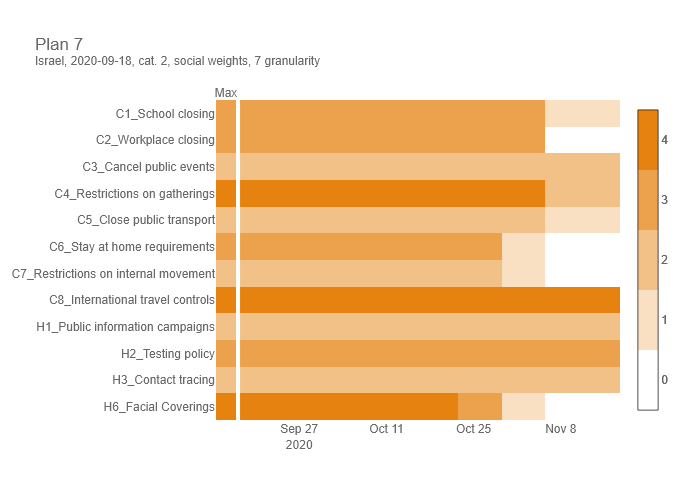 Plan 7
Israel, 2020-09-18, cat. 2, social weights, 7 granularity
Max
C1_School closing
C2_Workplace closing
C3_Cancel public events
C4_Restrictions on gatherings
C5_Close public transport
C6_Stay at home requirements
C7_Restrictions on internal movement
C8_International travel controls
H1_Public information campaigns
H2_Testing policy
H3_Contact tracing
H6_Facial Coverings
Sep 27 Oct 11 Oct 25 Nov 8
2020
4
3
2
1
0